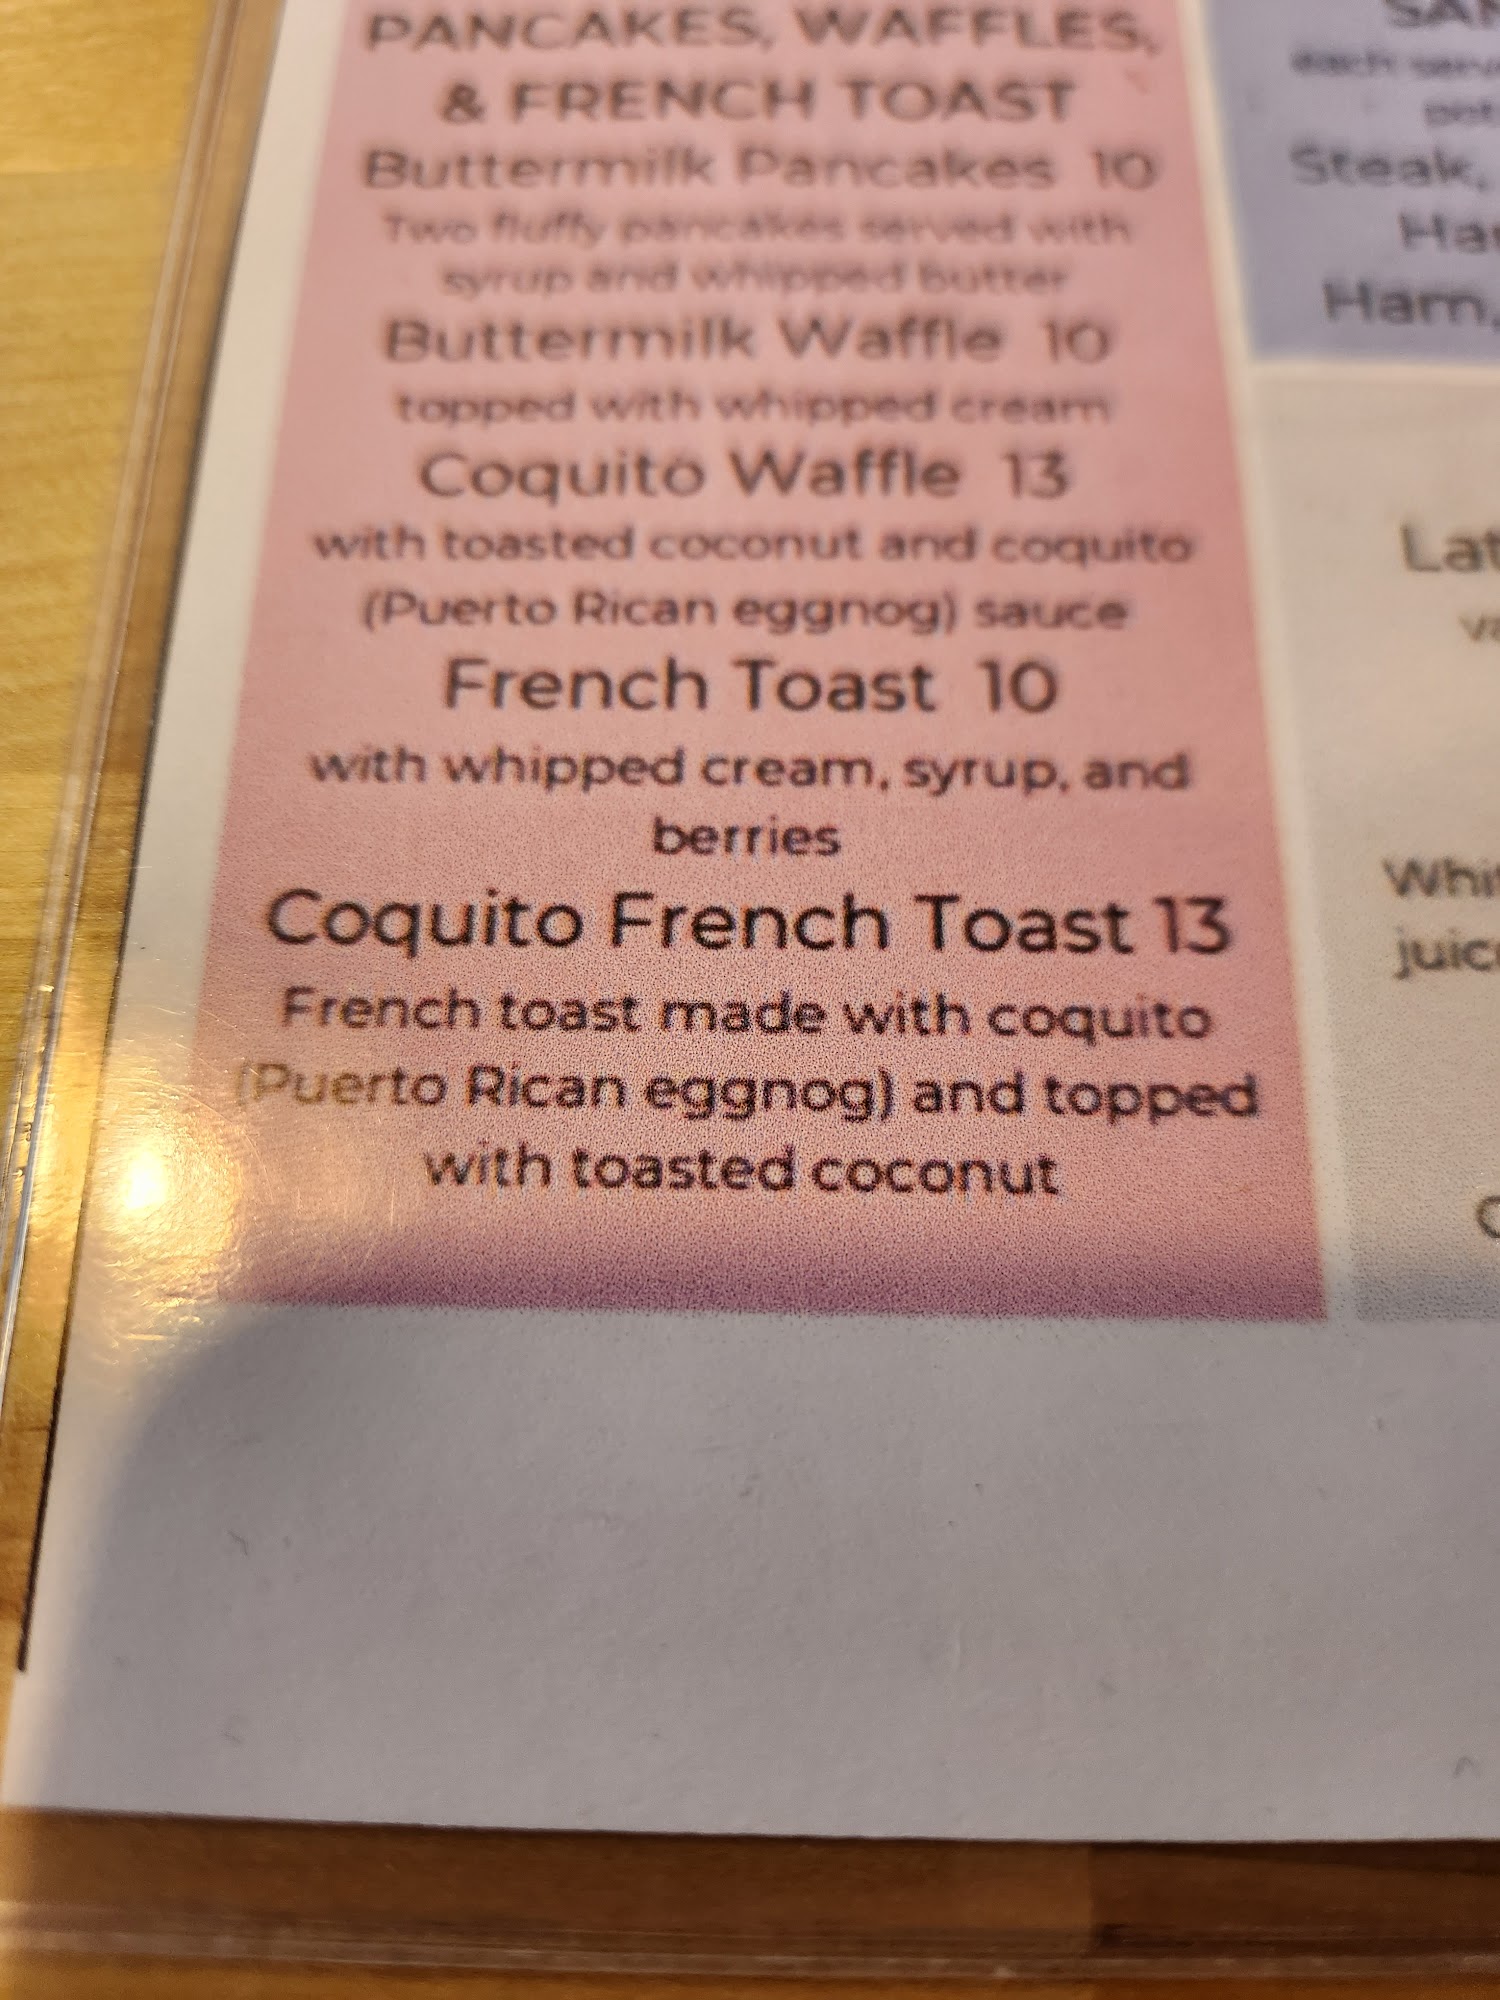 PANCAKES, WAFFLES,
& FRENCH TOAST
Buttermilk Pancakes 10
Two fluffy pancakes served with
syrup and whipped butter
Buttermilk Waffle 10
topped with whipped cream
Coquito Waffle 13
with toasted coconut and coquito
(Puerto Rican eggnog) sauce
French Toast 10
with whipped cream, syrup, and
berries
Coquito French Toast 13
French toast made with coquito
(Puerto Rican eggnog) and topped
with toasted coconut
each
Steak,
Ham,